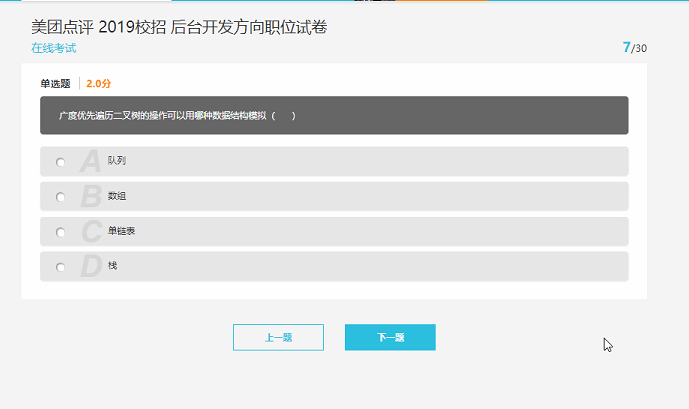 美团点评 2019校招 后台开发方向职位试卷
在线考试
7/30
单选题 2.0分
广度优先遍历二叉树的操作可以用哪种数据结构模拟（ ）
A 队列
B 数组
C 单链表
D 栈
上一题 下一题